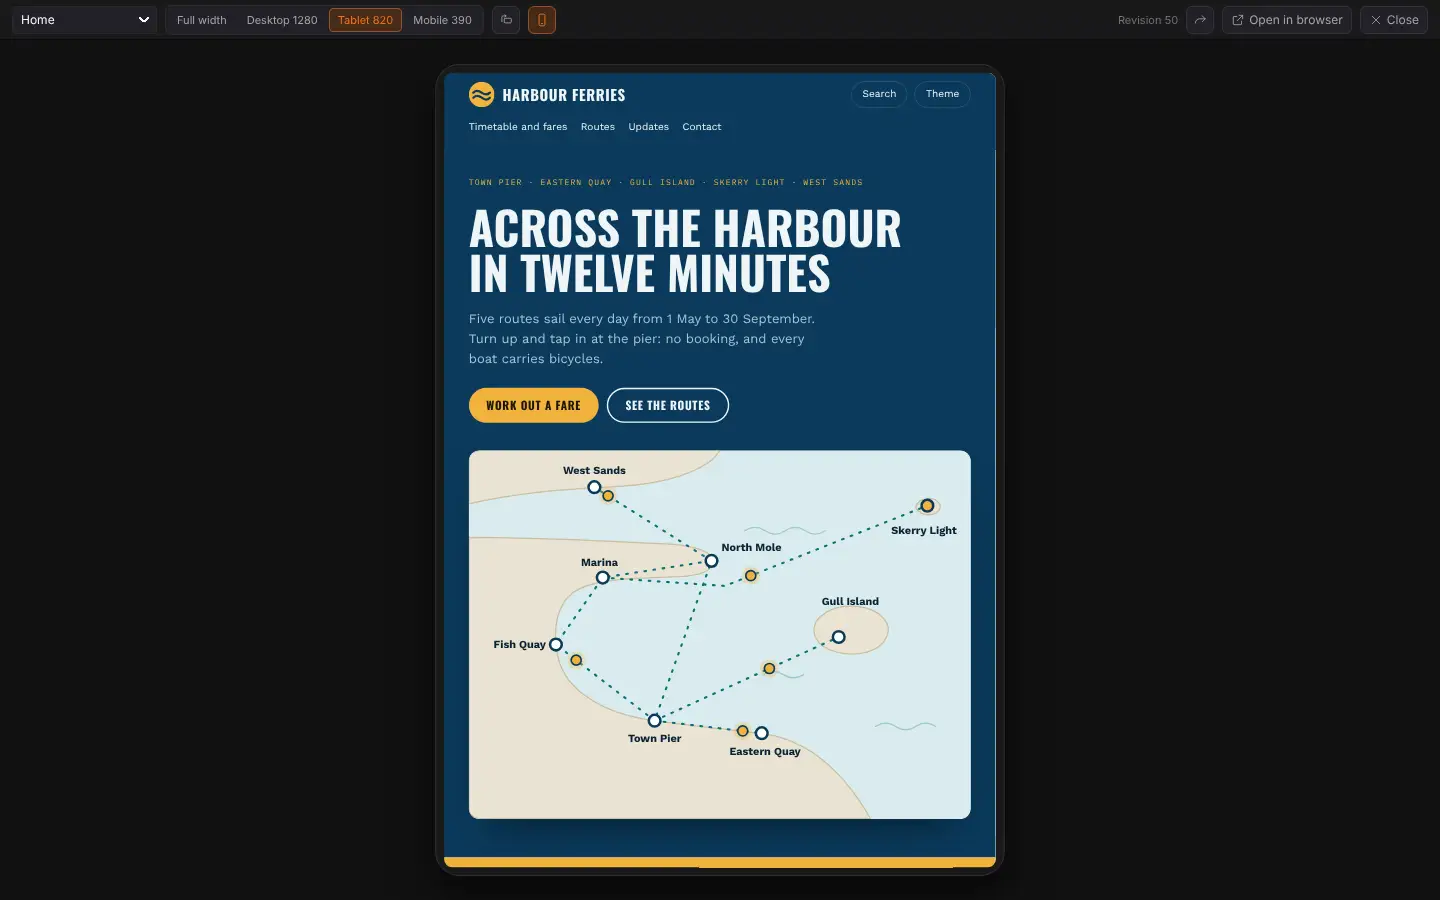 Home
Full width Desktop 1280 Tablet 820 Mobile 390
Revision 50
Open in browser
Close
HARBOUR FERRIES
Search Theme
Timetable and fares Routes Updates Contact
TOWN PIER · EASTERN QUAY · GULL ISLAND · SKERRY LIGHT · WEST SANDS
ACROSS THE HARBOUR
IN TWELVE MINUTES
Five routes sail every day from 1 May to 30 September.
Turn up and tap in at the pier: no booking, and every
boat carries bicycles.
WORK OUT A FARE SEE THE ROUTES
West Sands
Skerry Light
North Mole
Marina
Gull Island
Fish Quay
Town Pier
Eastern Quay